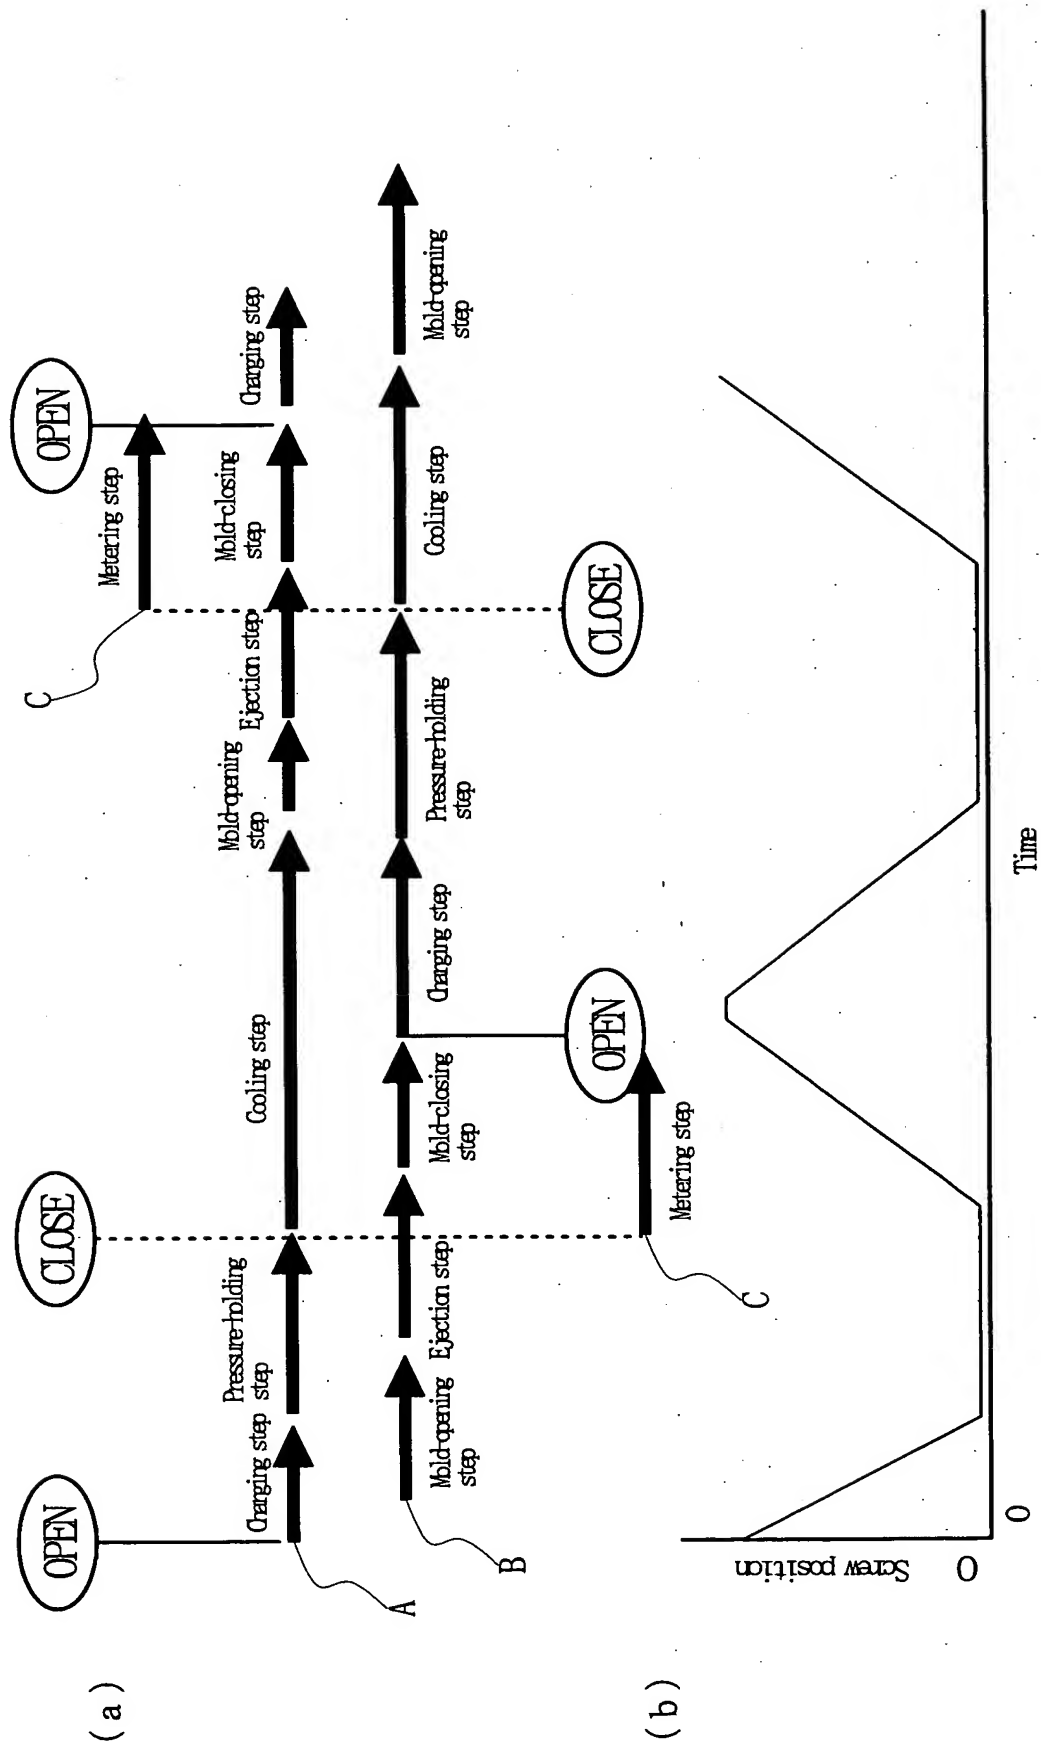 (a)
OPEN
CLOSE
OPEN
C
Metering step
Charging step
Pressure-holding
step
Cooling step
Mold-opening
step
Ejection step
Mold-closing
step
Charging step
A
B
Mold-opening
step
Ejection step
Mold-closing
step
Charging step
Pressure-holding
step
Cooling step
Mold-opening
step
OPEN
CLOSE
C
Metering step
(b)
Screw position
0
0
Time